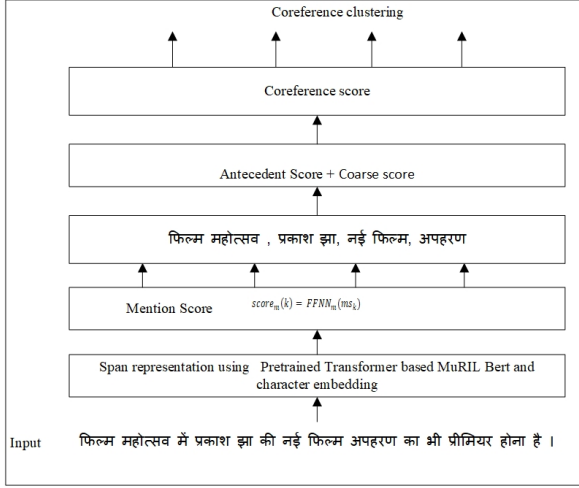 Coreference clustering
Coreference score
Antecedent Score + Coarse score
फिल्म महोत्सव , प्रकाश झा, नई फिल्म, अपहरण
Mention Score score_m(k) = FFNN_m(ms_k)
Span representation using Pretrained Transformer based MuRIL Bert and
character embedding
Input फिल्म महोत्सव में प्रकाश झा की नई फिल्म अपहरण का भी प्रीमियर होना है ।